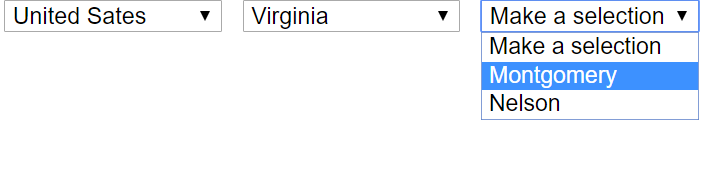 United Sates
Virginia
Make a selection
Make a selection
Montgomery
Nelson